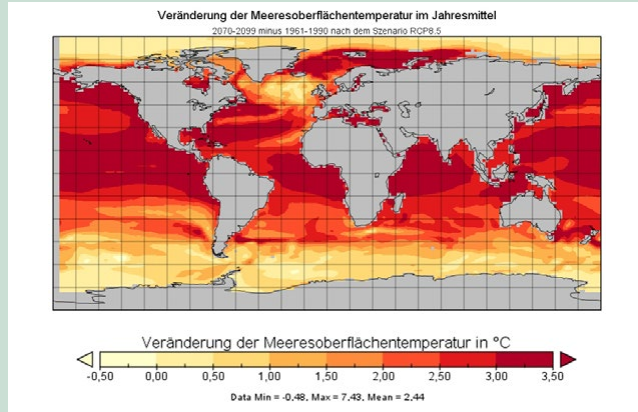 Veränderung der Meeresoberflächentemperatur im Jahresmittel
2070-2099 minus 1961-1990 nach dem Szenario RCP8.5
Veränderung der Meeresoberflächentemperatur in °C
-0,50 0,00 0,50 1,00 1,50 2,00 2,50 3,00 3,50
Data Min = -0,48, Max = 7,43, Mean = 2,44